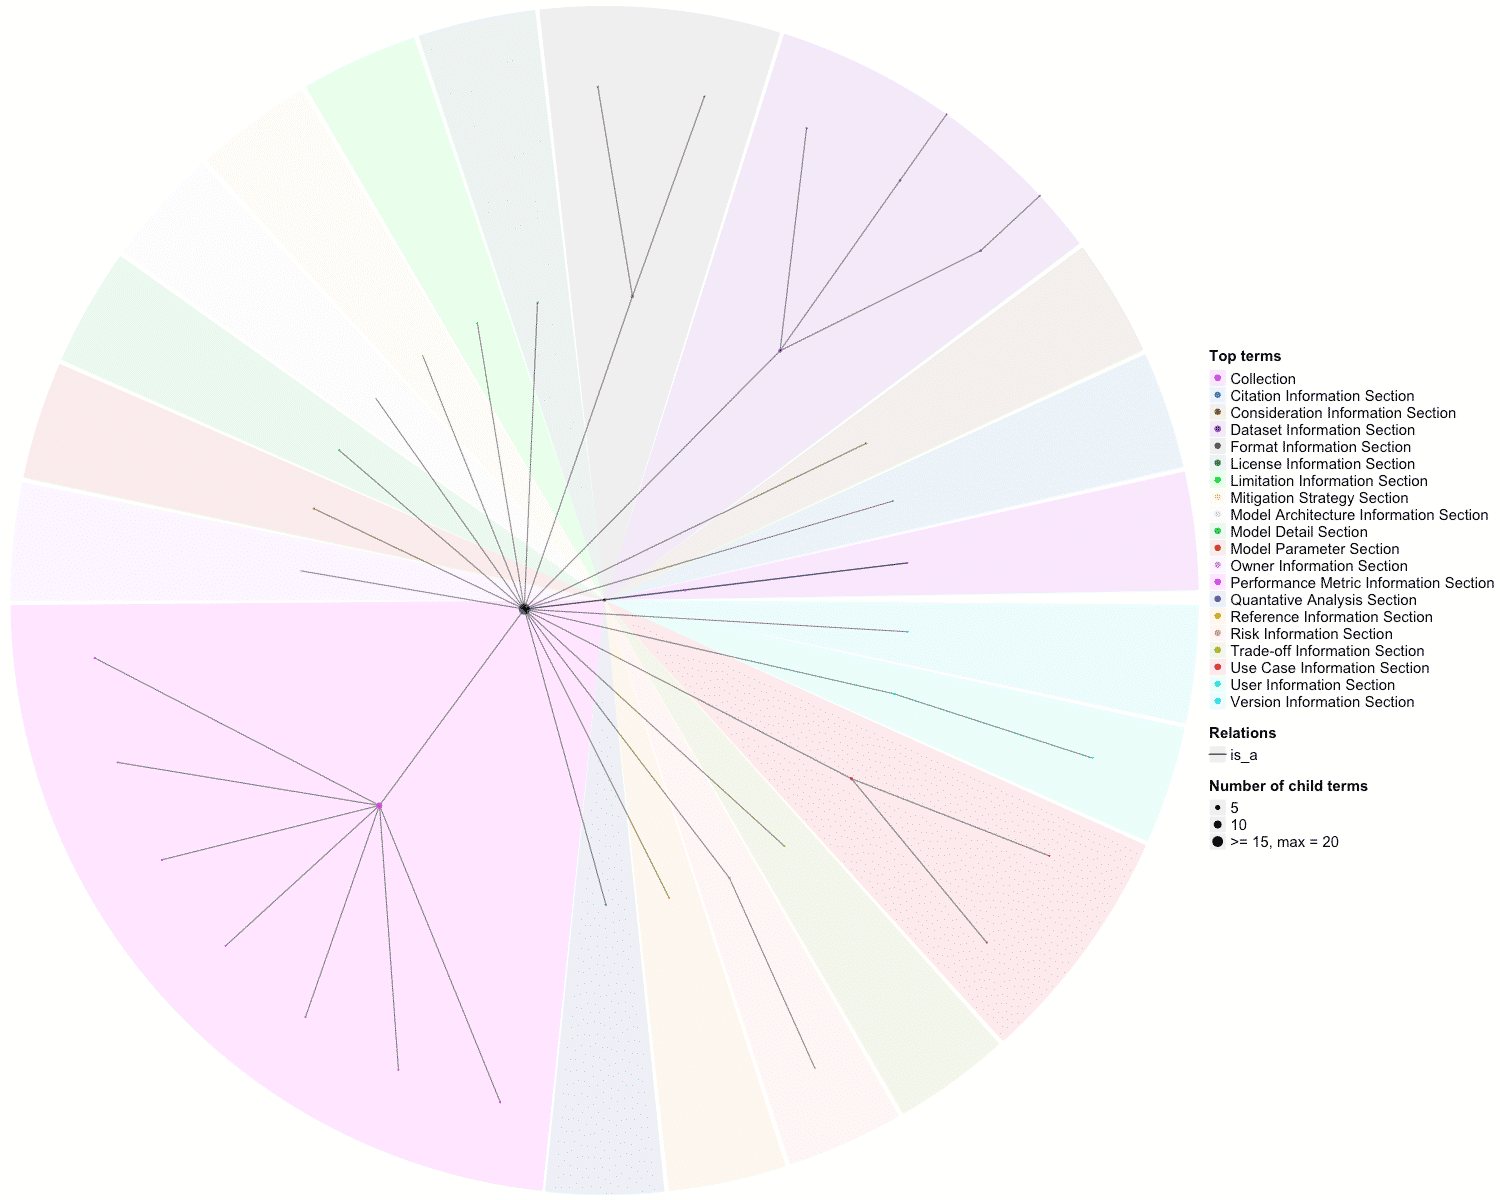 Top terms
Collection
Citation Information Section
Consideration Information Section
Dataset Information Section
Format Information Section
License Information Section
Limitation Information Section
Mitigation Strategy Section
Model Architecture Information Section
Model Detail Section
Model Parameter Section
Owner Information Section
Performance Metric Information Section
Quantative Analysis Section
Reference Information Section
Risk Information Section
Trade-off Information Section
Use Case Information Section
User Information Section
Version Information Section
Relations
is_a
Number of child terms
5
10
>= 15, max = 20